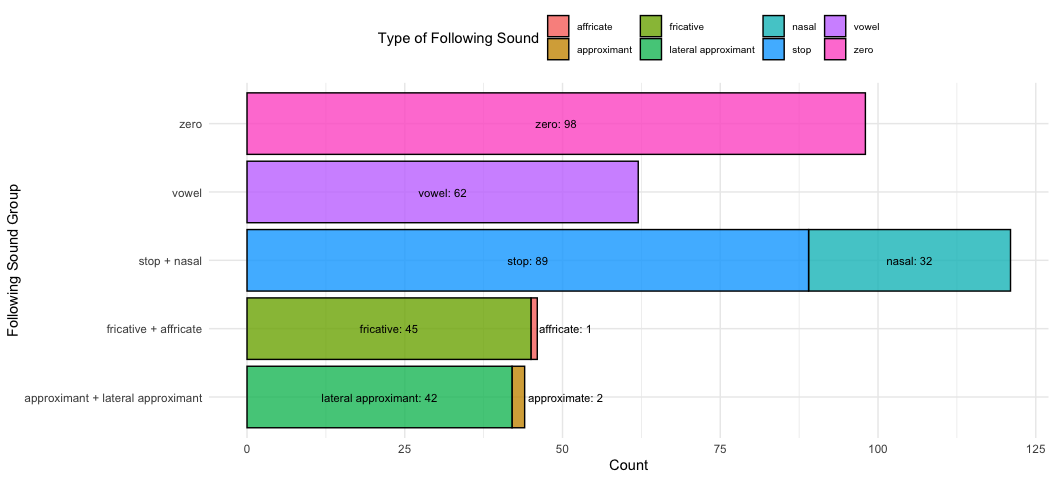 Type of Following Sound
affricate
fricative
nasal
vowel
approximant
lateral approximant
stop
zero
Following Sound Group
zero
zero: 98
vowel
vowel: 62
stop + nasal
stop: 89
nasal: 32
fricative + affricate
fricative: 45
affricate: 1
approximant + lateral approximant
lateral approximant: 42
approximate: 2
0
25
50
75
100
125
Count